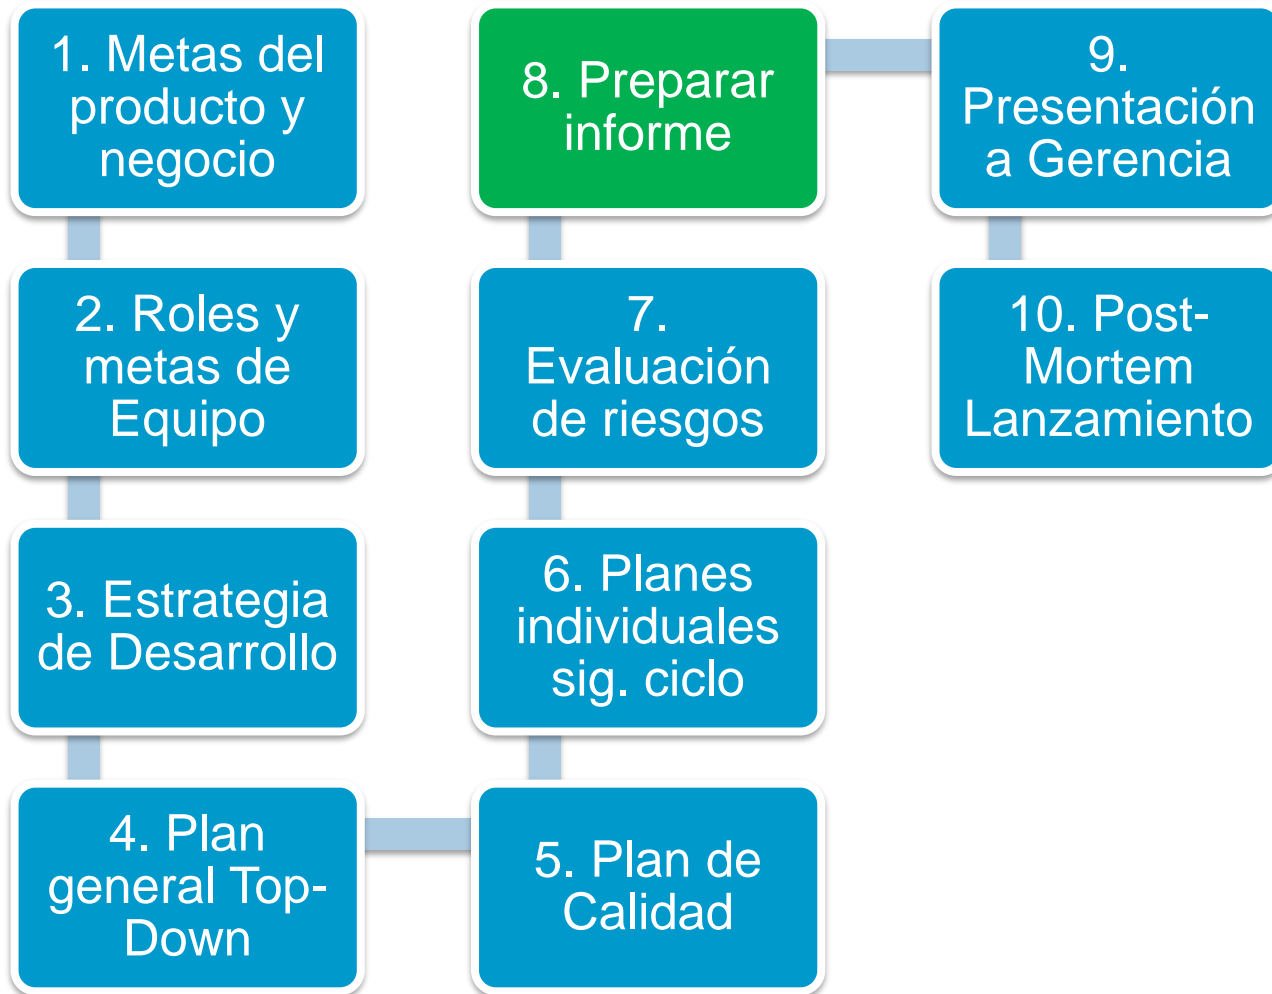 1. Metas del
producto y
negocio
2. Roles y
metas de
Equipo
3. Estrategia
de Desarrollo
4. Plan
general Top-
Down
5. Plan de
Calidad
6. Planes
individuales
sig. ciclo
7.
Evaluación
de riesgos
8. Preparar
informe
9.
Presentación
a Gerencia
10. Post-
Mortem
Lanzamiento